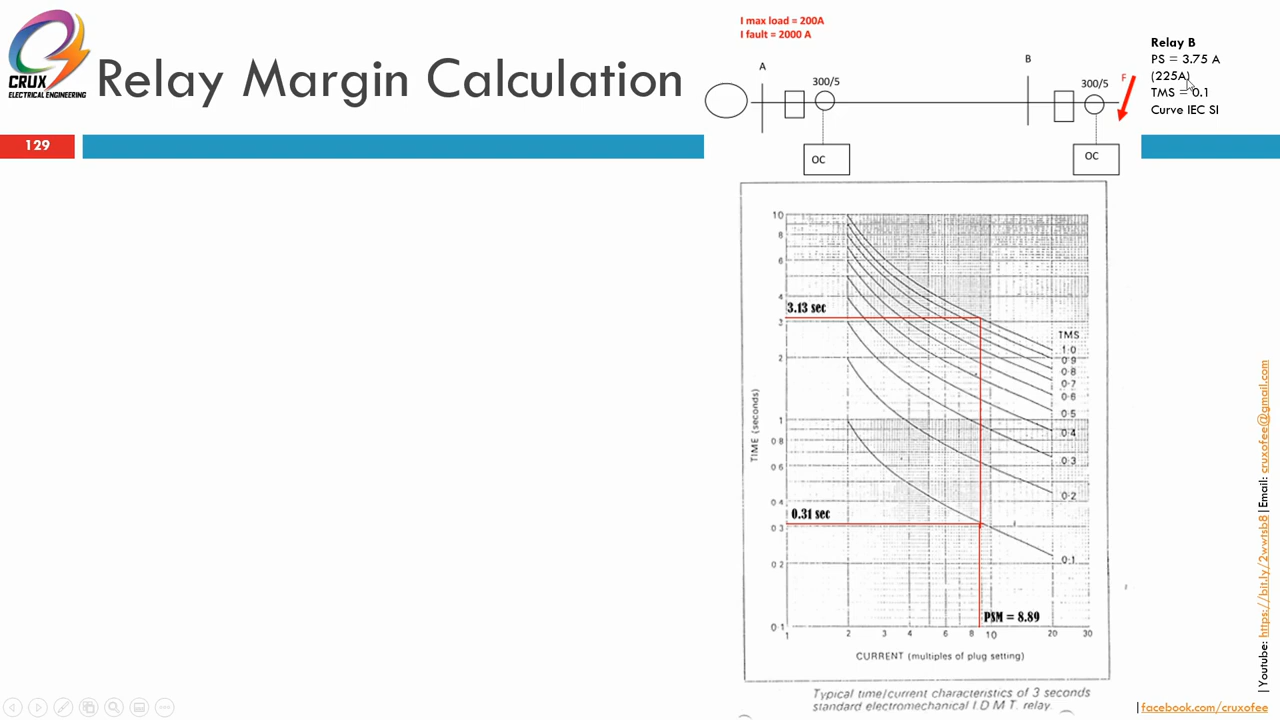 CRUX
ELECTRICAL ENGINEERING
Relay Margin Calculation
129
I max load = 200A
I fault = 2000 A
A
300/5
OC
B
300/5
F
OC
Relay B
PS = 3.75 A
(225A)
TMS = 0.1
Curve IEC SI
10
8
6
4
3
2
1
0·8
0·6
0·4
0·3
0·2
0·1
TIME (seconds)
3.13 sec
0.31 sec
PSM = 8.89
TMS
1·0
0·9
0·8
0·7
0·6
0·5
0·4
0·3
0·2
0·1
1 2 3 4 6 8 10 20 30
CURRENT (multiples of plug setting)
Typical time/current characteristics of 3 seconds
standard electromechanical I.D.M.T. relay.
| Youtube: https://bit.ly/2wwtsb8 | Email: cruxofee@gmail.com
|facebook.com/cruxofee